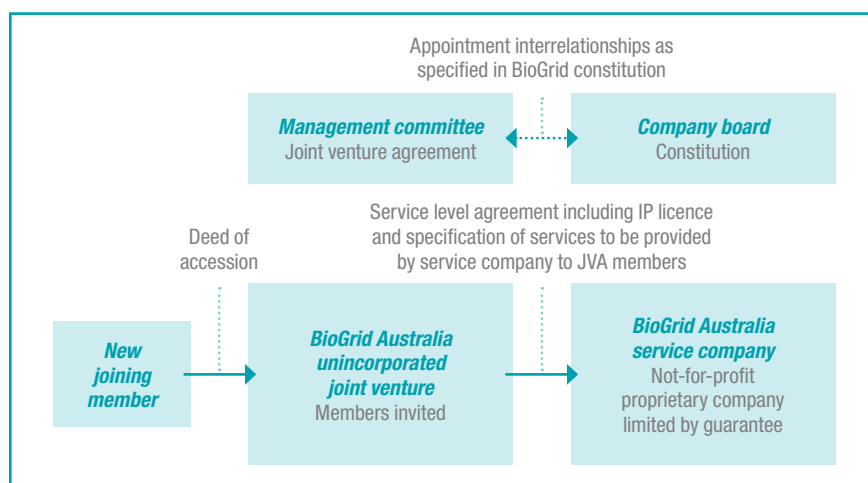 Appointment interrelationships as
specified in BioGrid constitution
Management committee
Joint venture agreement
Company board
Constitution
Service level agreement including IP licence
and specification of services to be provided
by service company to JVA members
Deed of
accession
New
joining
member
BioGrid Australia
unincorporated
joint venture
Members invited
BioGrid Australia
service company
Not-for-profit
proprietary company
limited by guarantee